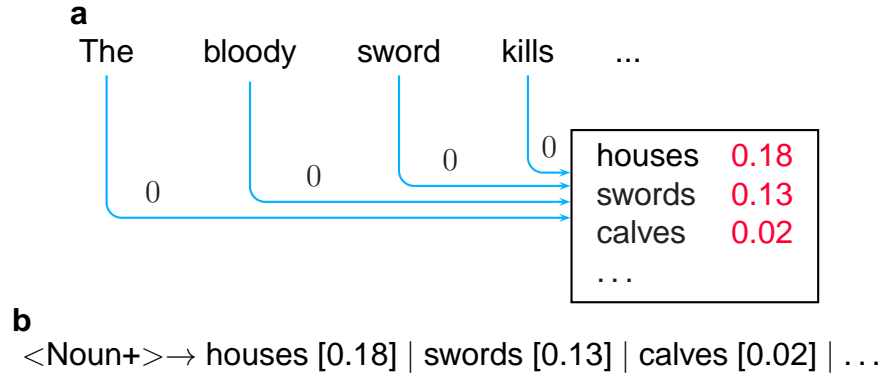 a
The bloody sword kills ...
0 0 0 0
houses 0.18
swords 0.13
calves 0.02
...
b
<Noun+>→ houses [0.18] | swords [0.13] | calves [0.02] | ...